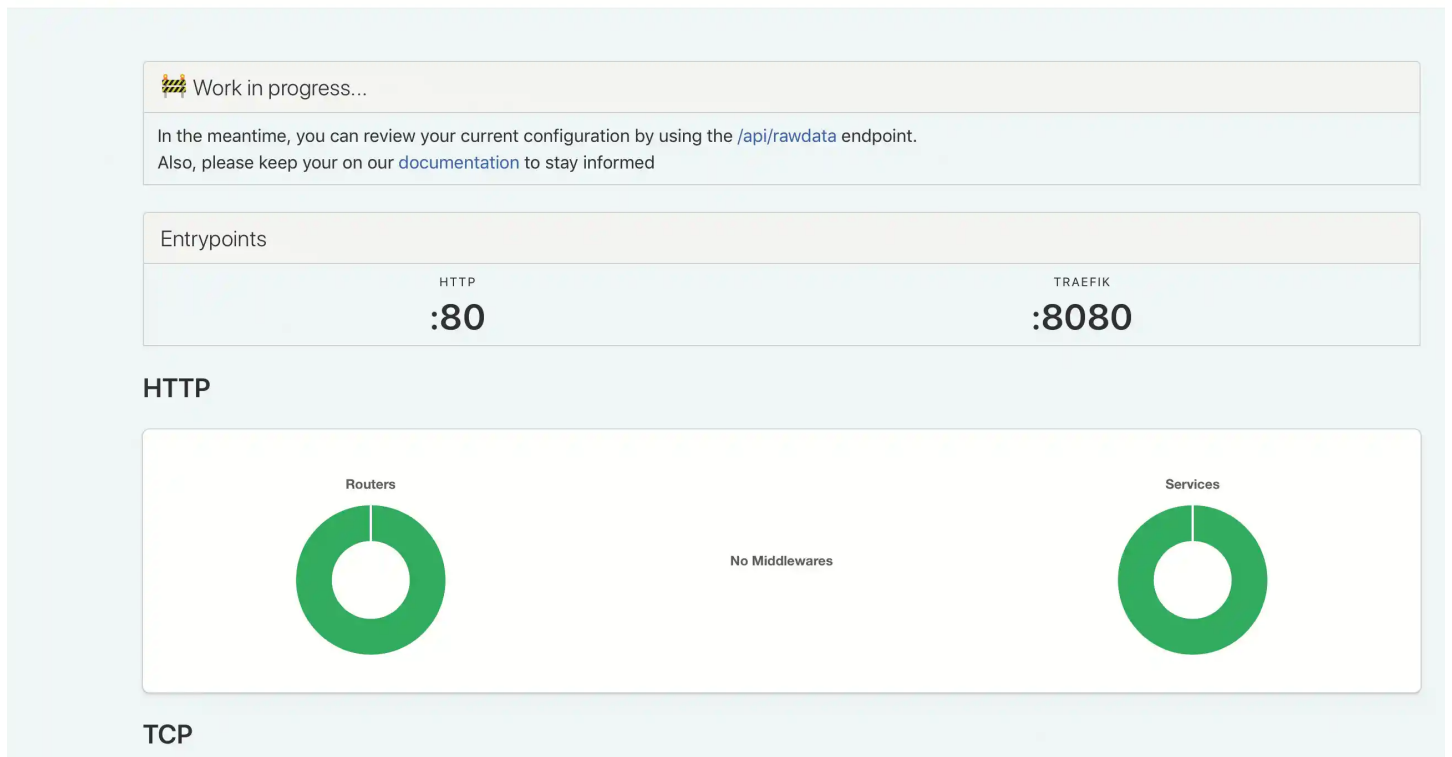 🚧 Work in progress...
In the meantime, you can review your current configuration by using the /api/rawdata endpoint.
Also, please keep your on our documentation to stay informed
Entrypoints
HTTP
TRAEFIK
:80
:8080
HTTP
Routers
Services
No Middlewares
TCP